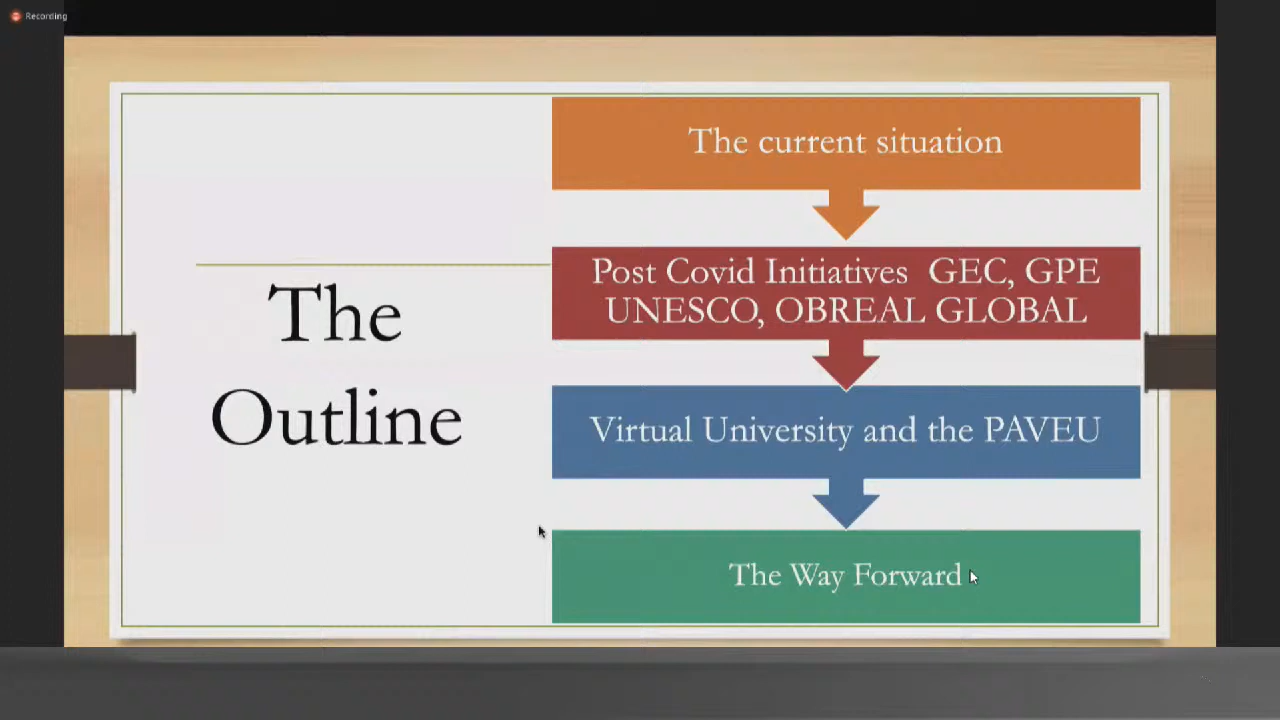 Recording
The
Outline
The current situation
Post Covid Initiatives GEC, GPE
UNESCO, OBREAL GLOBAL
Virtual University and the PAVEU
The Way Forward